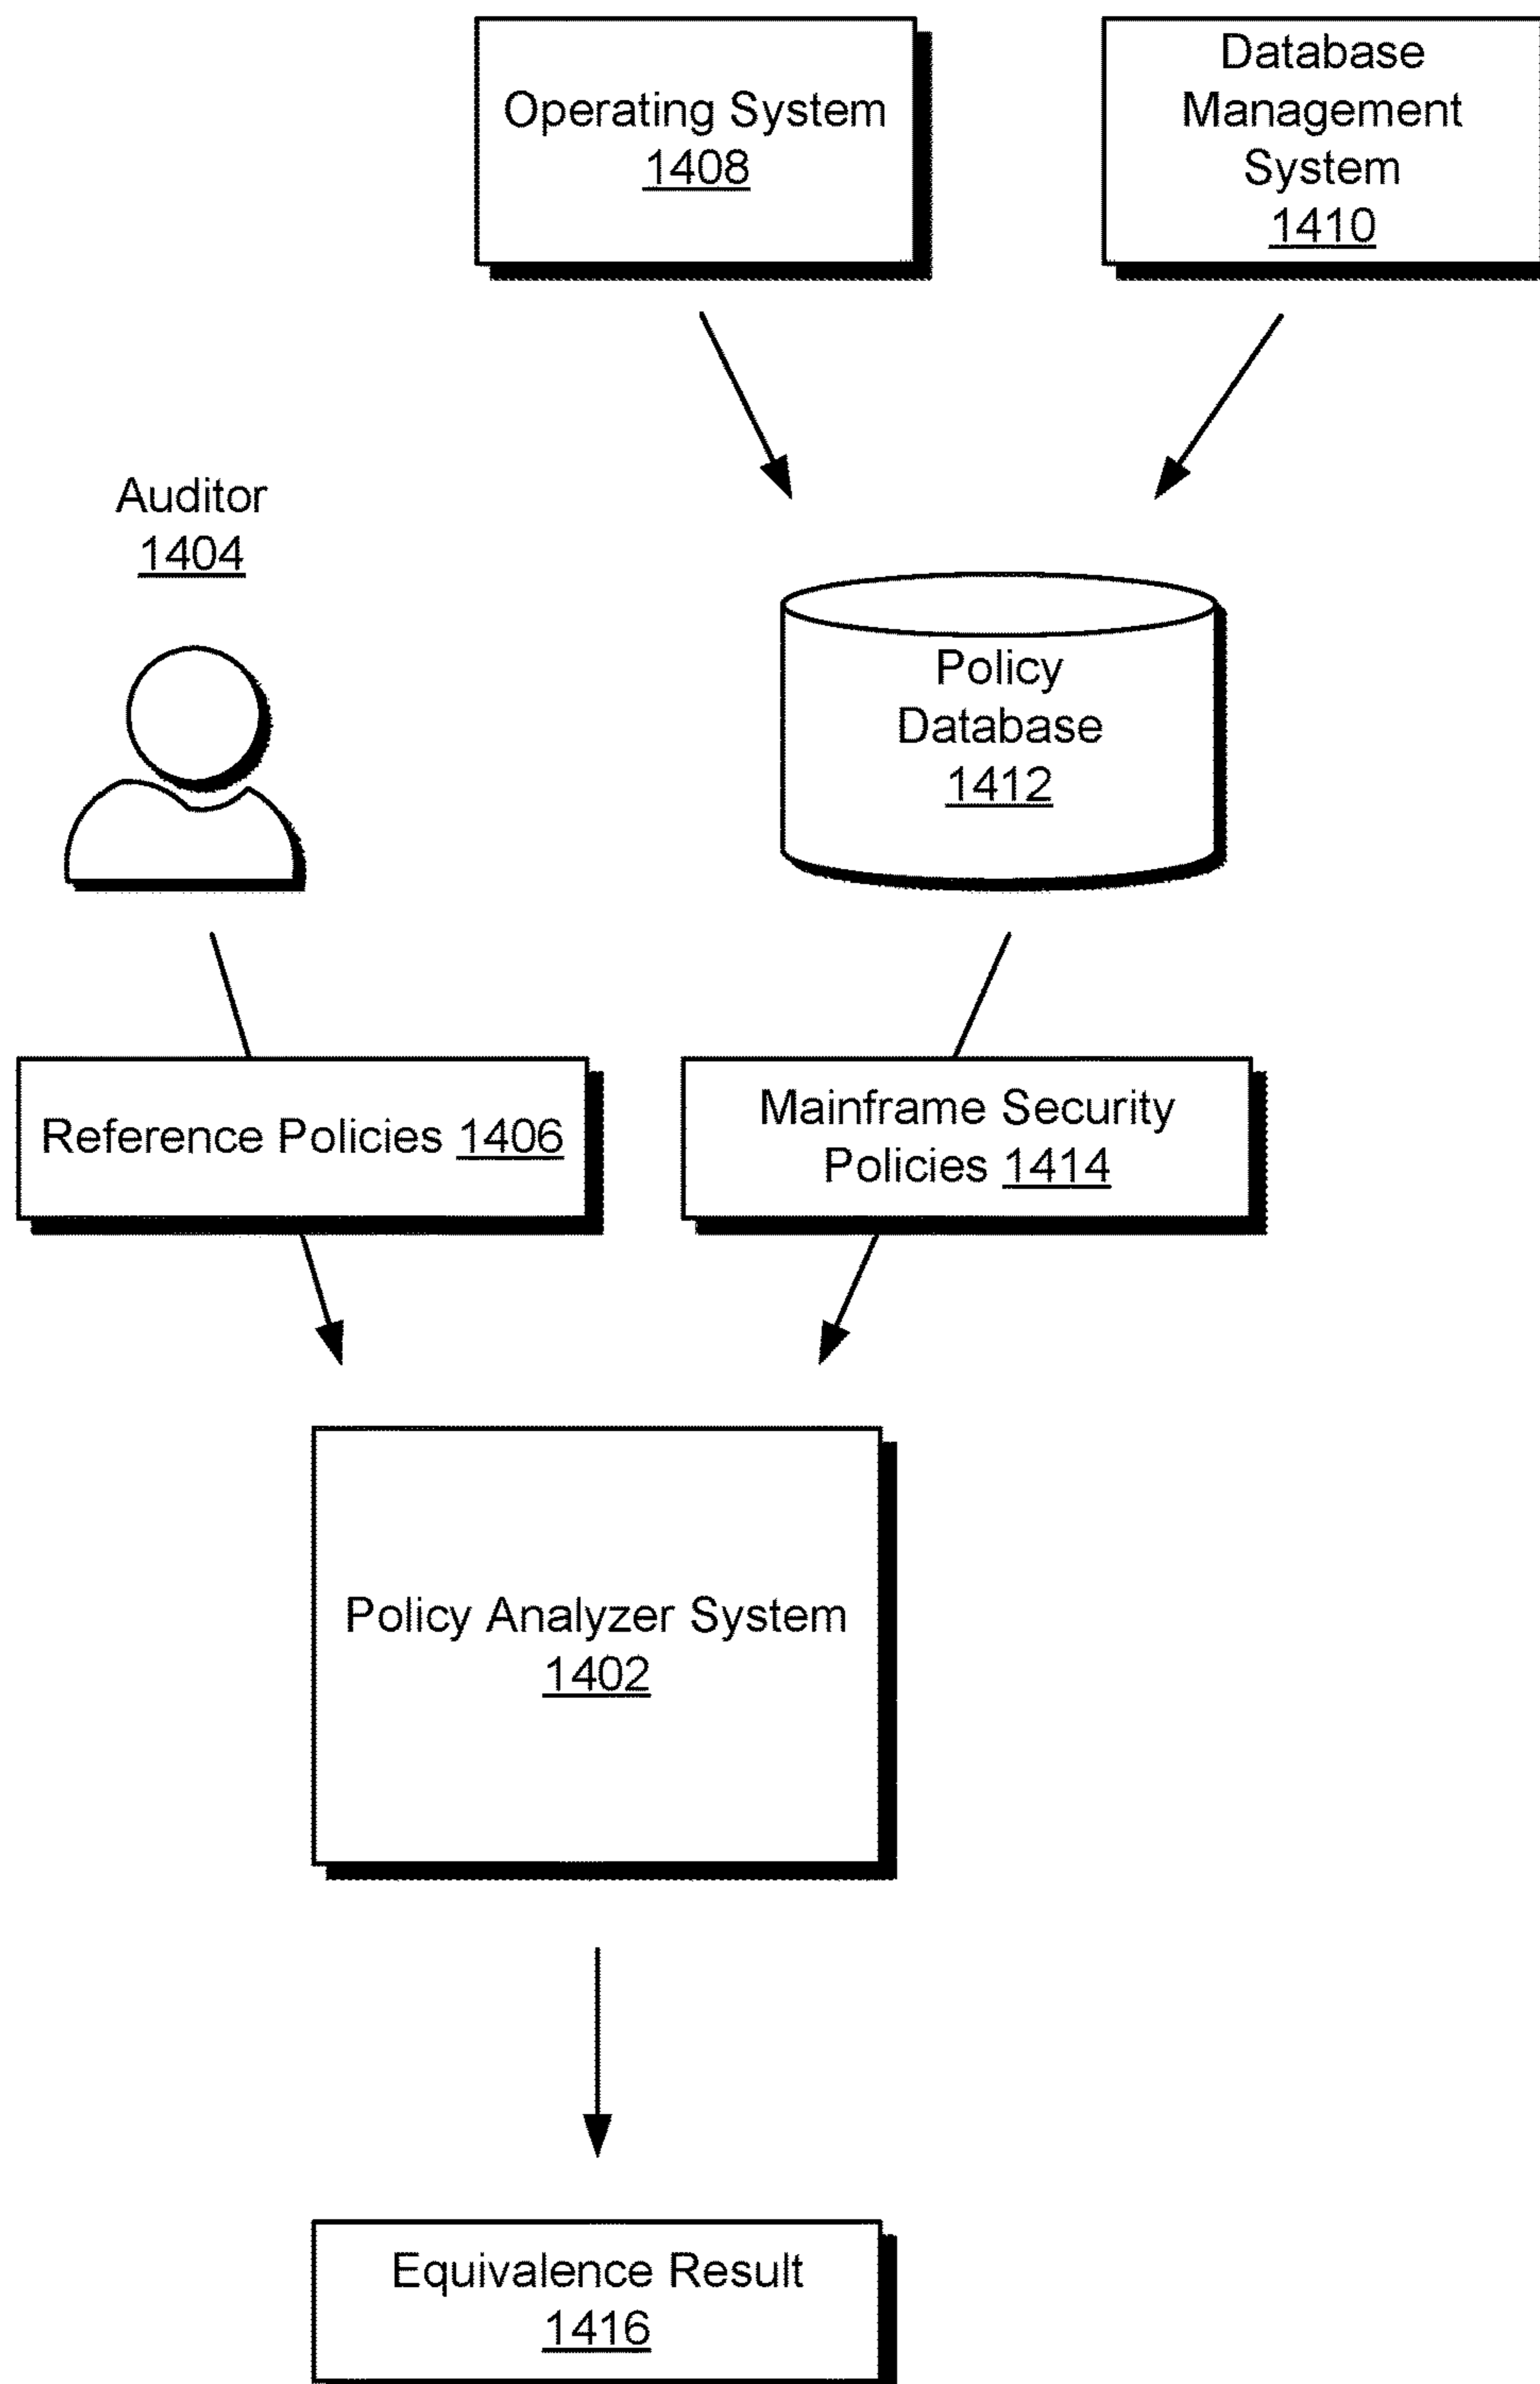 Operating System
1408
Database
Management
System
1410
Auditor
1404
Policy
Database
1412
Reference Policies 1406
Mainframe Security
Policies 1414
Policy Analyzer System
1402
Equivalence Result
1416